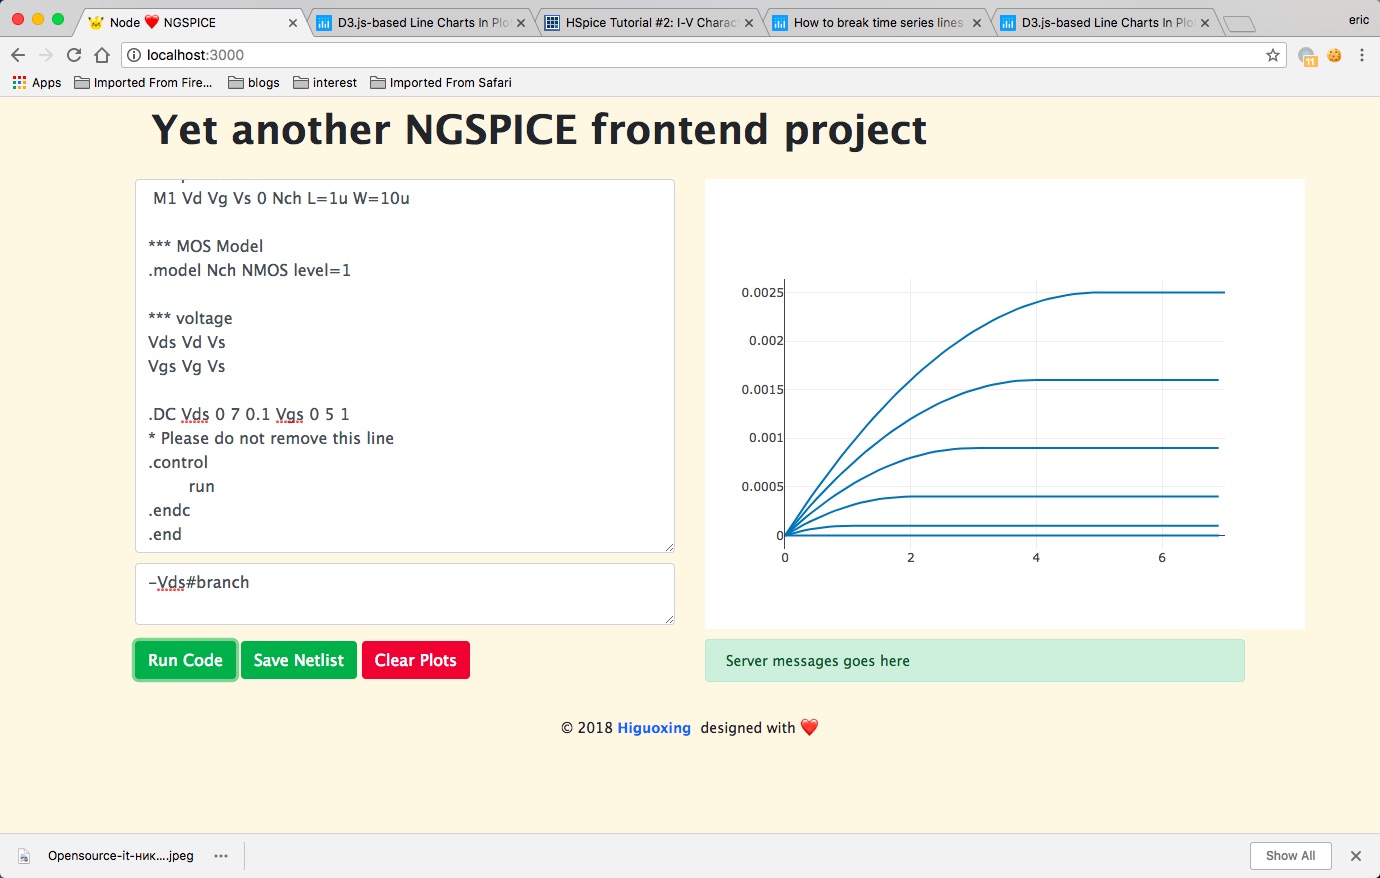 Node ❤️ NGSPICE
D3.js-based Line Charts In Plo
HSpice Tutorial #2: I-V Charac
How to break time series lines
D3.js-based Line Charts In Plo
eric
localhost:3000
11
Apps
Imported From Fire...
blogs
interest
Imported From Safari
Yet another NGSPICE frontend project
M1 Vd Vg Vs 0 Nch L=1u W=10u
*** MOS Model
.model Nch NMOS level=1
*** voltage
Vds Vd Vs
Vgs Vg Vs
.DC Vds 0 7 0.1 Vgs 0 5 1
* Please do not remove this line
.control
run
.endc
.end
-Vds#branch
Run Code
Save Netlist
Clear Plots
0.0025
0.002
0.0015
0.001
0.0005
0
0
2
4
6
Server messages goes here
© 2018 Higuoxing designed with ❤️
Opensource-it-ник....jpeg
Show All